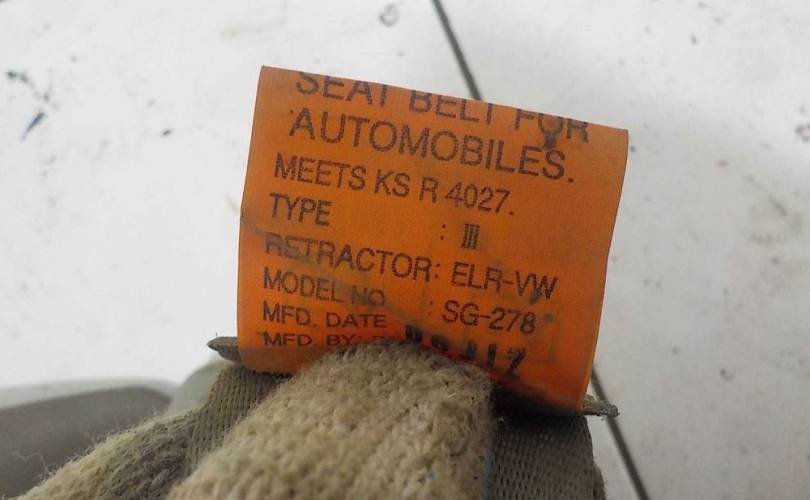 SEAT BELT FOR
AUTOMOBILES.
MEETS KS R 4027.
TYPE : III
RETRACTOR: ELR-VW
MODEL NO : SG-278
MFD. DATE
MFD. BY: